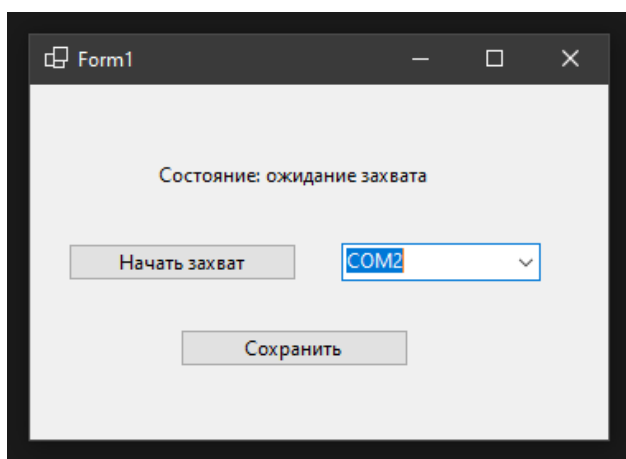 Form1
Состояние: ожидание захвата
Начать захват COM2
Сохранить